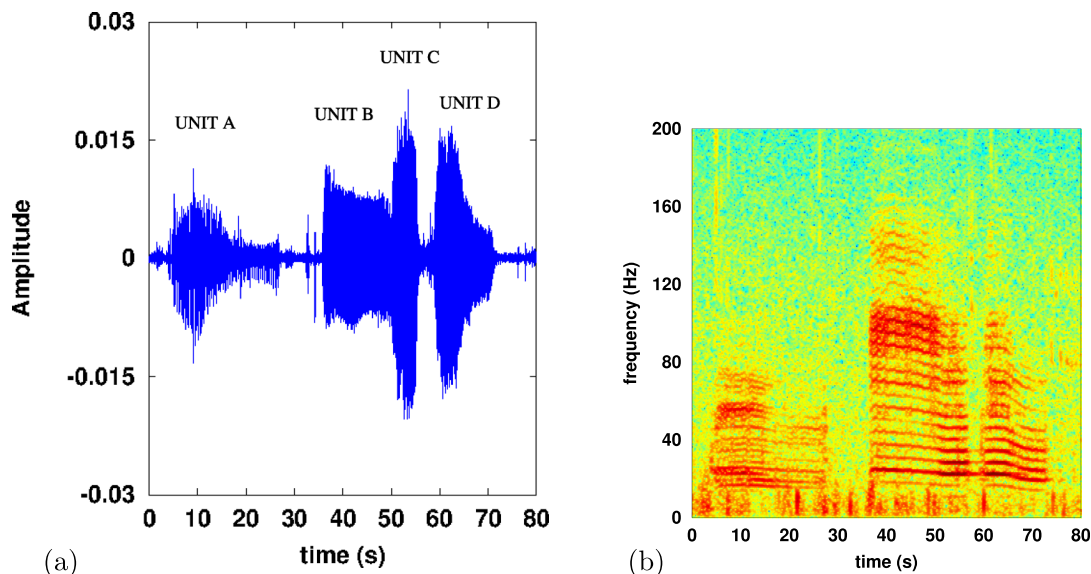 0.03
0.015
0
-0.015
-0.03
Amplitude
UNIT A
UNIT B
UNIT C
UNIT D
0 10 20 30 40 50 60 70 80
time (s)
(a)
200
160
120
80
40
0
frequency (Hz)
0 10 20 30 40 50 60 70 80
time (s)
(b)